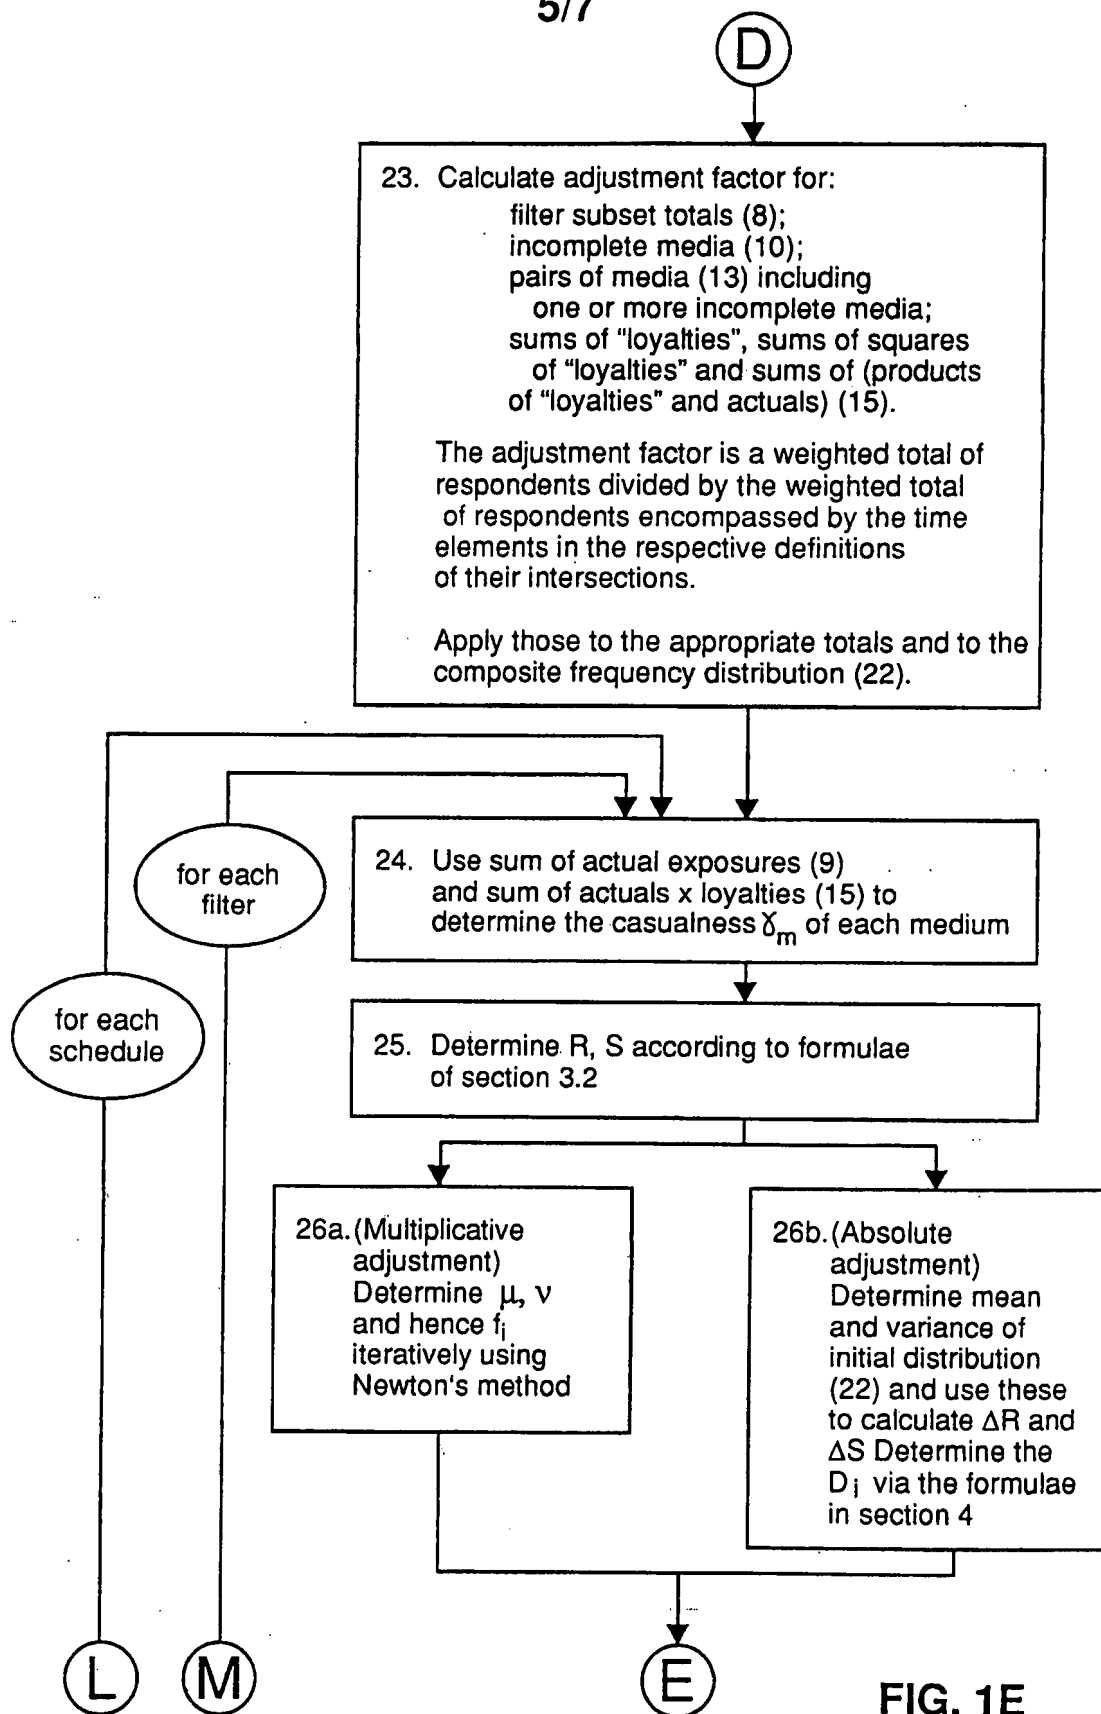 5/7
D
23. Calculate adjustment factor for:
filter subset totals (8);
incomplete media (10);
pairs of media (13) including
one or more incomplete media;
sums of "loyalties", sums of squares
of "loyalties" and sums of (products
of "loyalties" and actuals) (15).
The adjustment factor is a weighted total of
respondents divided by the weighted total
of respondents encompassed by the time
elements in the respective definitions
of their intersections.
Apply those to the appropriate totals and to the
composite frequency distribution (22).
for each
filter
24. Use sum of actual exposures (9)
and sum of actuals x loyalties (15) to
determine the casualness γm of each medium
for each
schedule
25. Determine R, S according to formulae
of section 3.2
26a. (Multiplicative
adjustment)
Determine μ, ν
and hence fi
iteratively using
Newton's method
26b. (Absolute
adjustment)
Determine mean
and variance of
initial distribution
(22) and use these
to calculate ΔR and
ΔS Determine the
Di via the formulae
in section 4
L
M
E
FIG. 1E